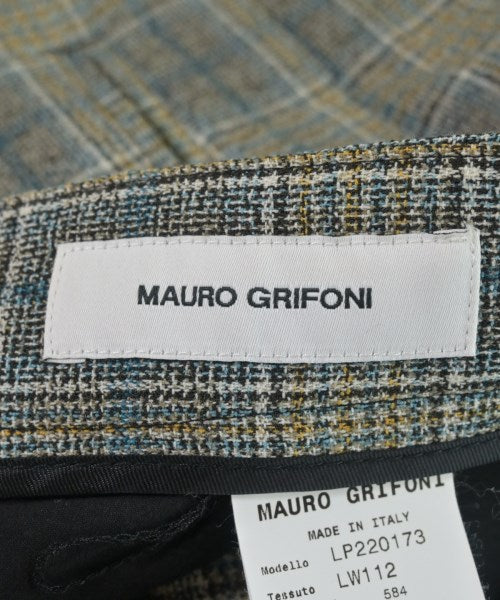 MAURO GRIFONI
MAURO GRIFONI
MADE IN ITALY
Modello LP220173
Tessuto LW112
584